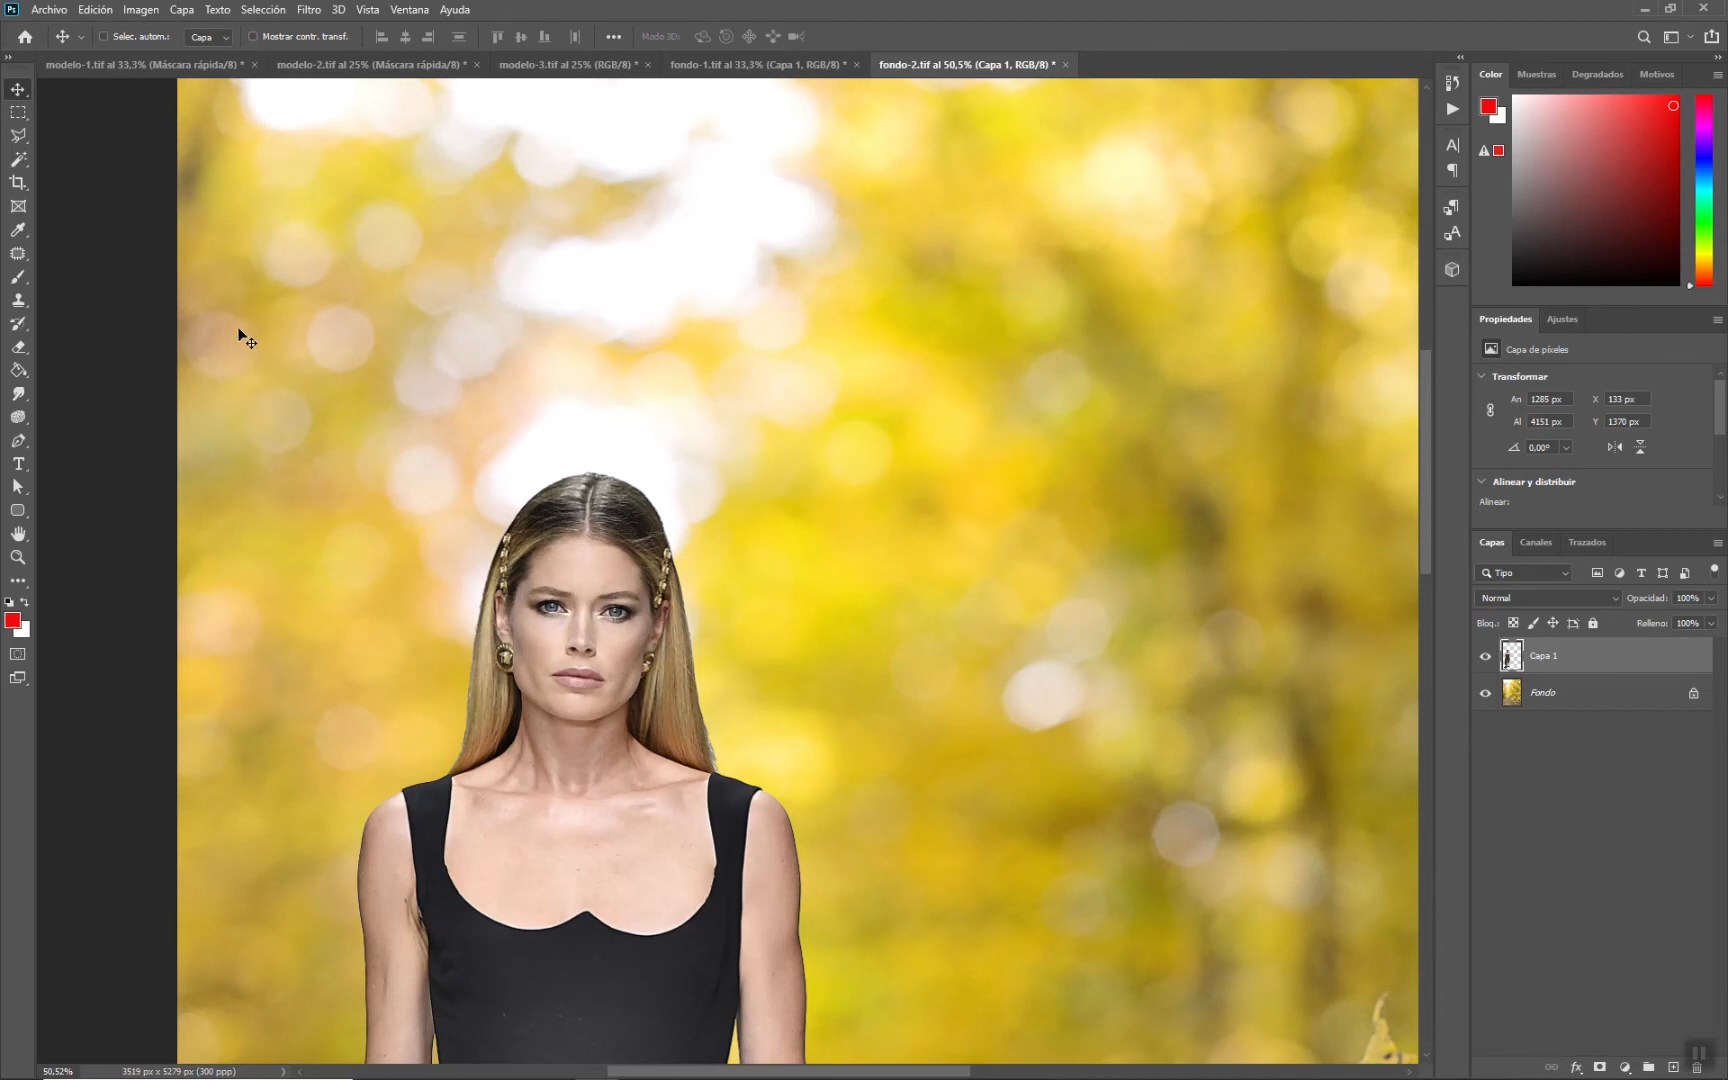 Ps Archivo Edición Imagen Capa Texto Selección Filtro 3D Vista Ventana Ayuda
Selec. autom.: Capa Mostrar contr. transf. Modo 3D:
modelo-1.tif al 33,3% (Máscara rápida/8) * × modelo-2.tif al 25% (Máscara rápida/8) * × modelo-3.tif al 25% (RGB/8) * × fondo-1.tif al 33,3% (Capa 1, RGB/8) * × fondo-2.tif al 50,5% (Capa 1, RGB/8) * ×
Color Muestras Degradados Motivos
Propiedades Ajustes
Capa de píxeles
Transformar
An 1285 px X 133 px
Al 4151 px Y 1370 px
0,00°
Alinear y distribuir
Alinear:
Capas Canales Trazados
Tipo
Normal Opacidad: 100%
Bloq.: Relleno: 100%
Capa 1
Fondo
50,52% 3519 px x 5279 px (300 ppp)